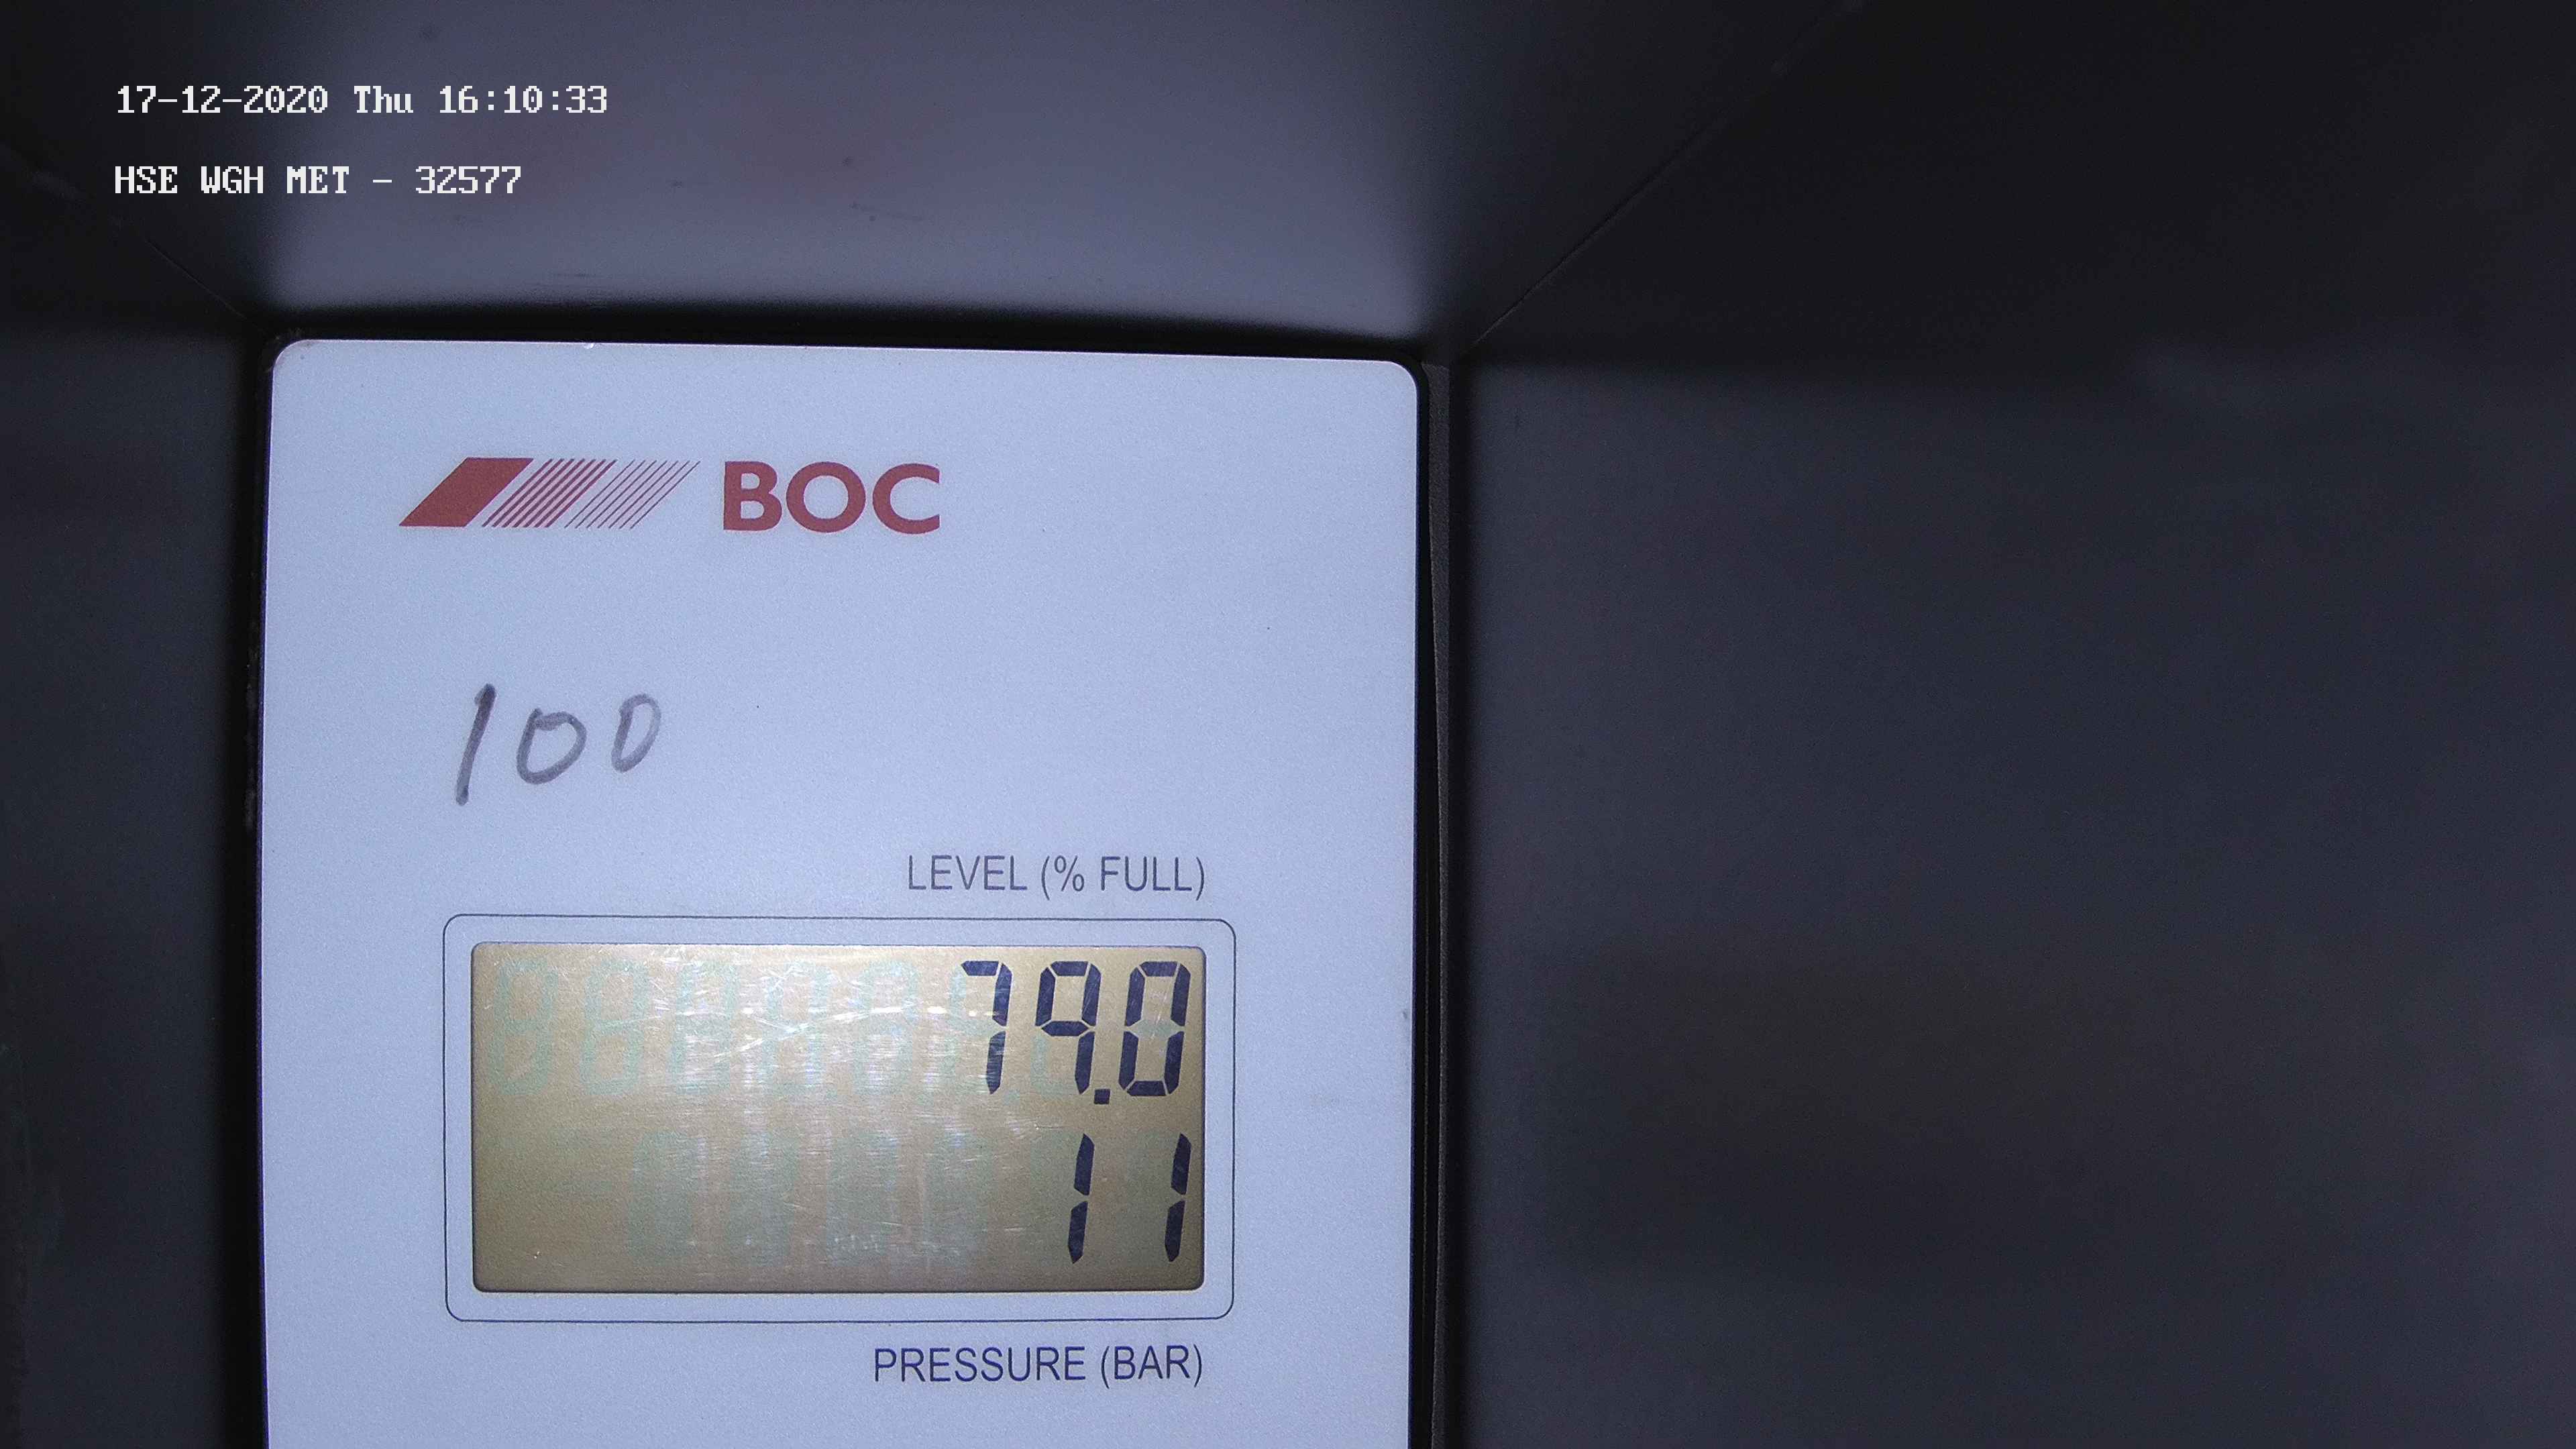 17-12-2020 Thu 16:10:33
HSE WGH MET - 32577
BOC
100
LEVEL (% FULL)
79.0
11
PRESSURE (BAR)